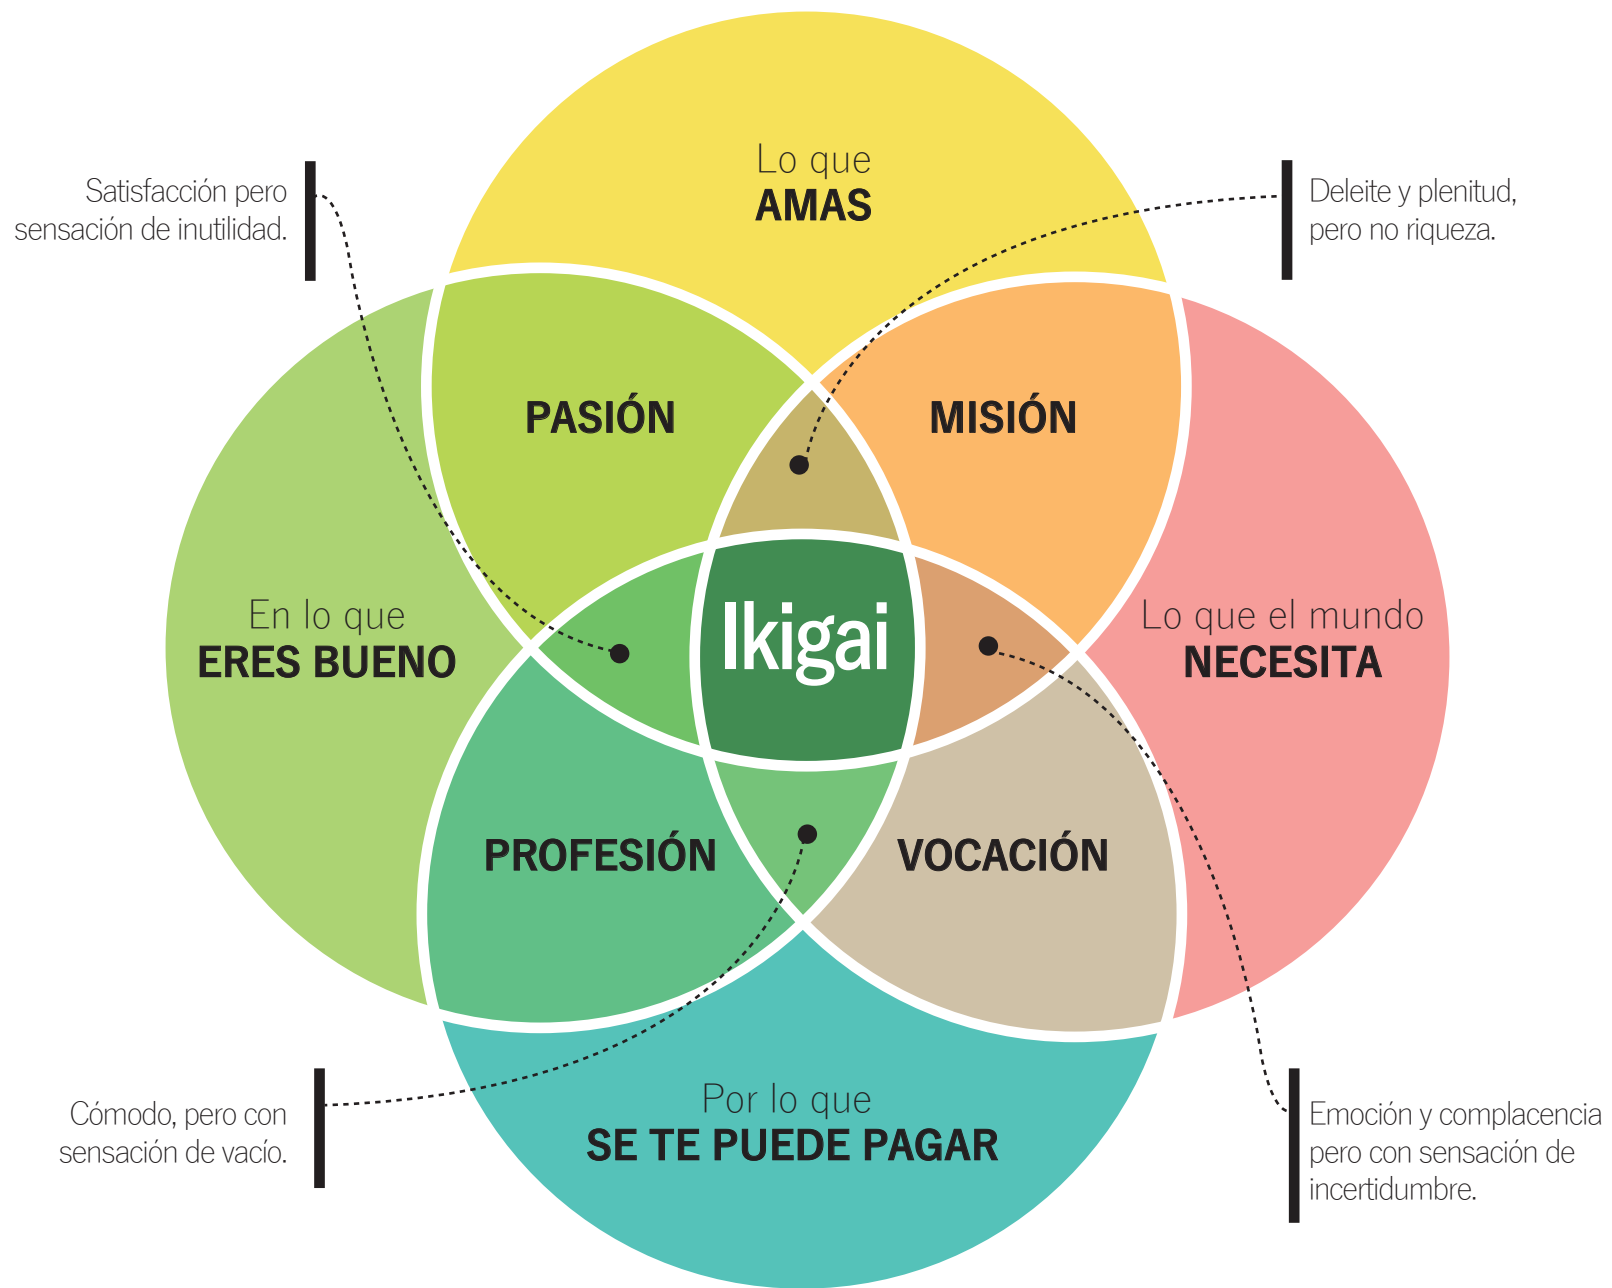 Lo que
AMAS
Satisfacción pero
sensación de inutilidad.
Deleite y plenitud,
pero no riqueza.
PASIÓN
MISIÓN
En lo que
ERES BUENO
Ikigai
Lo que el mundo
NECESITA
PROFESIÓN
VOCACIÓN
Por lo que
SE TE PUEDE PAGAR
Cómodo, pero con
sensación de vacío.
Emoción y complacencia
pero con sensación de
incertidumbre.